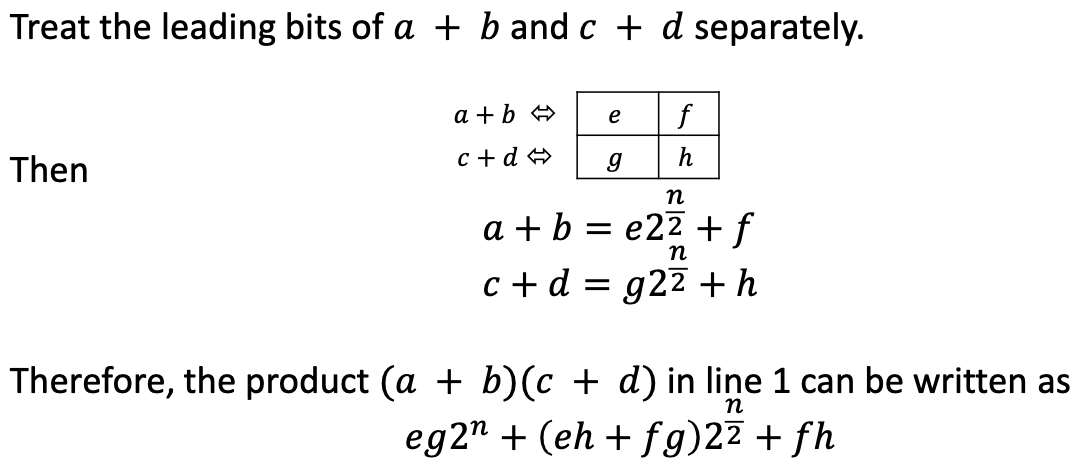 Treat the leading bits of a + b and c + d separately.
a + b ⇔ e f
c + d ⇔ g h
Then
a + b = e2^{n/2} + f
c + d = g2^{n/2} + h
Therefore, the product (a + b)(c + d) in line 1 can be written as
eg2^n + (eh + fg)2^{n/2} + fh